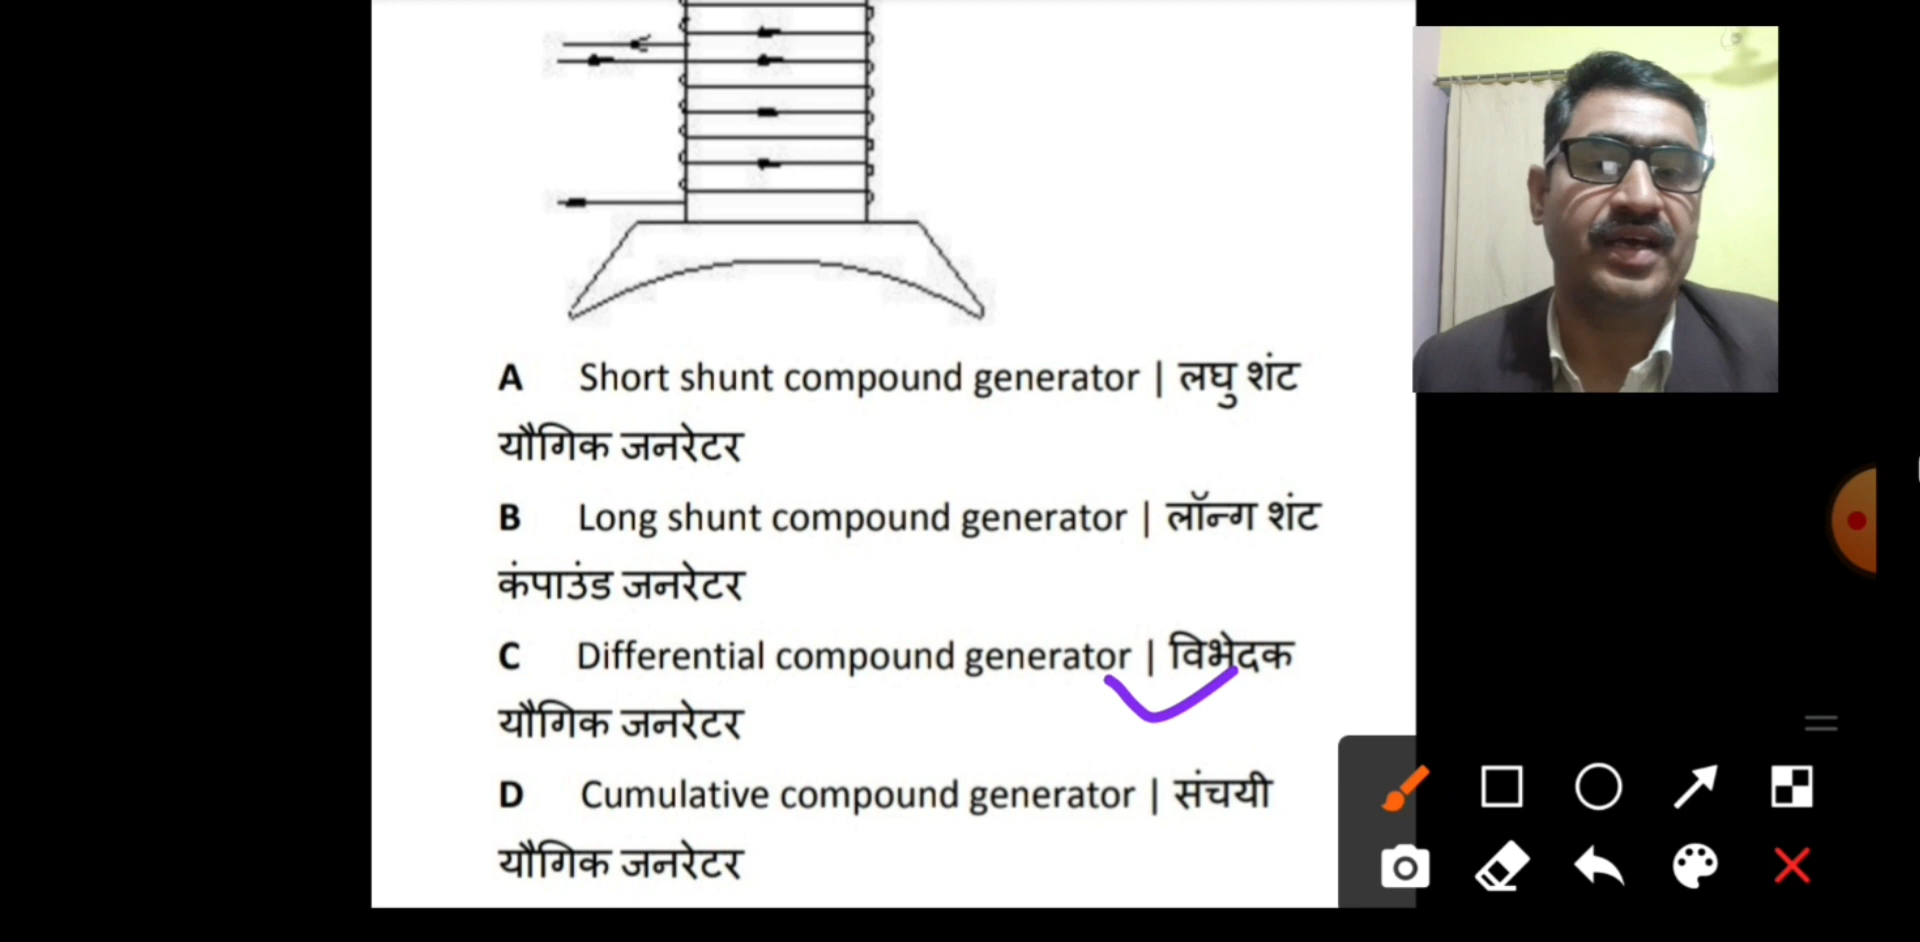 A Short shunt compound generator | लघु शंट
यौगिक जनरेटर
B Long shunt compound generator | लॉन्ग शंट
कंपाउंड जनरेटर
C Differential compound generator | विभेदक
यौगिक जनरेटर
D Cumulative compound generator | संचयी
यौगिक जनरेटर